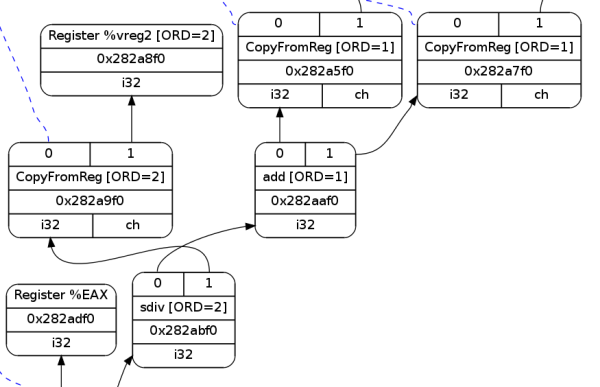 0 1
CopyFromReg [ORD=1]
0x282a5f0
i32 ch
0 1
CopyFromReg [ORD=1]
0x282a7f0
i32 ch
Register %vreg2 [ORD=2]
0x282a8f0
i32
0 1
CopyFromReg [ORD=2]
0x282a9f0
i32 ch
0 1
add [ORD=1]
0x282aaf0
i32
0 1
sdiv [ORD=2]
0x282abf0
i32
Register %EAX
0x282adf0
i32